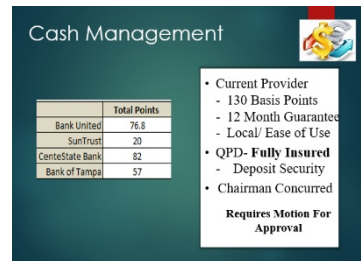 Cash Management
Total Points
Bank United 76.8
SunTrust 20
CenteState Bank 82
Bank of Tampa 57
• Current Provider
- 130 Basis Points
- 12 Month Guarantee
- Local/ Ease of Use
• QPD- Fully Insured
- Deposit Security
• Chairman Concurred
Requires Motion For
Approval